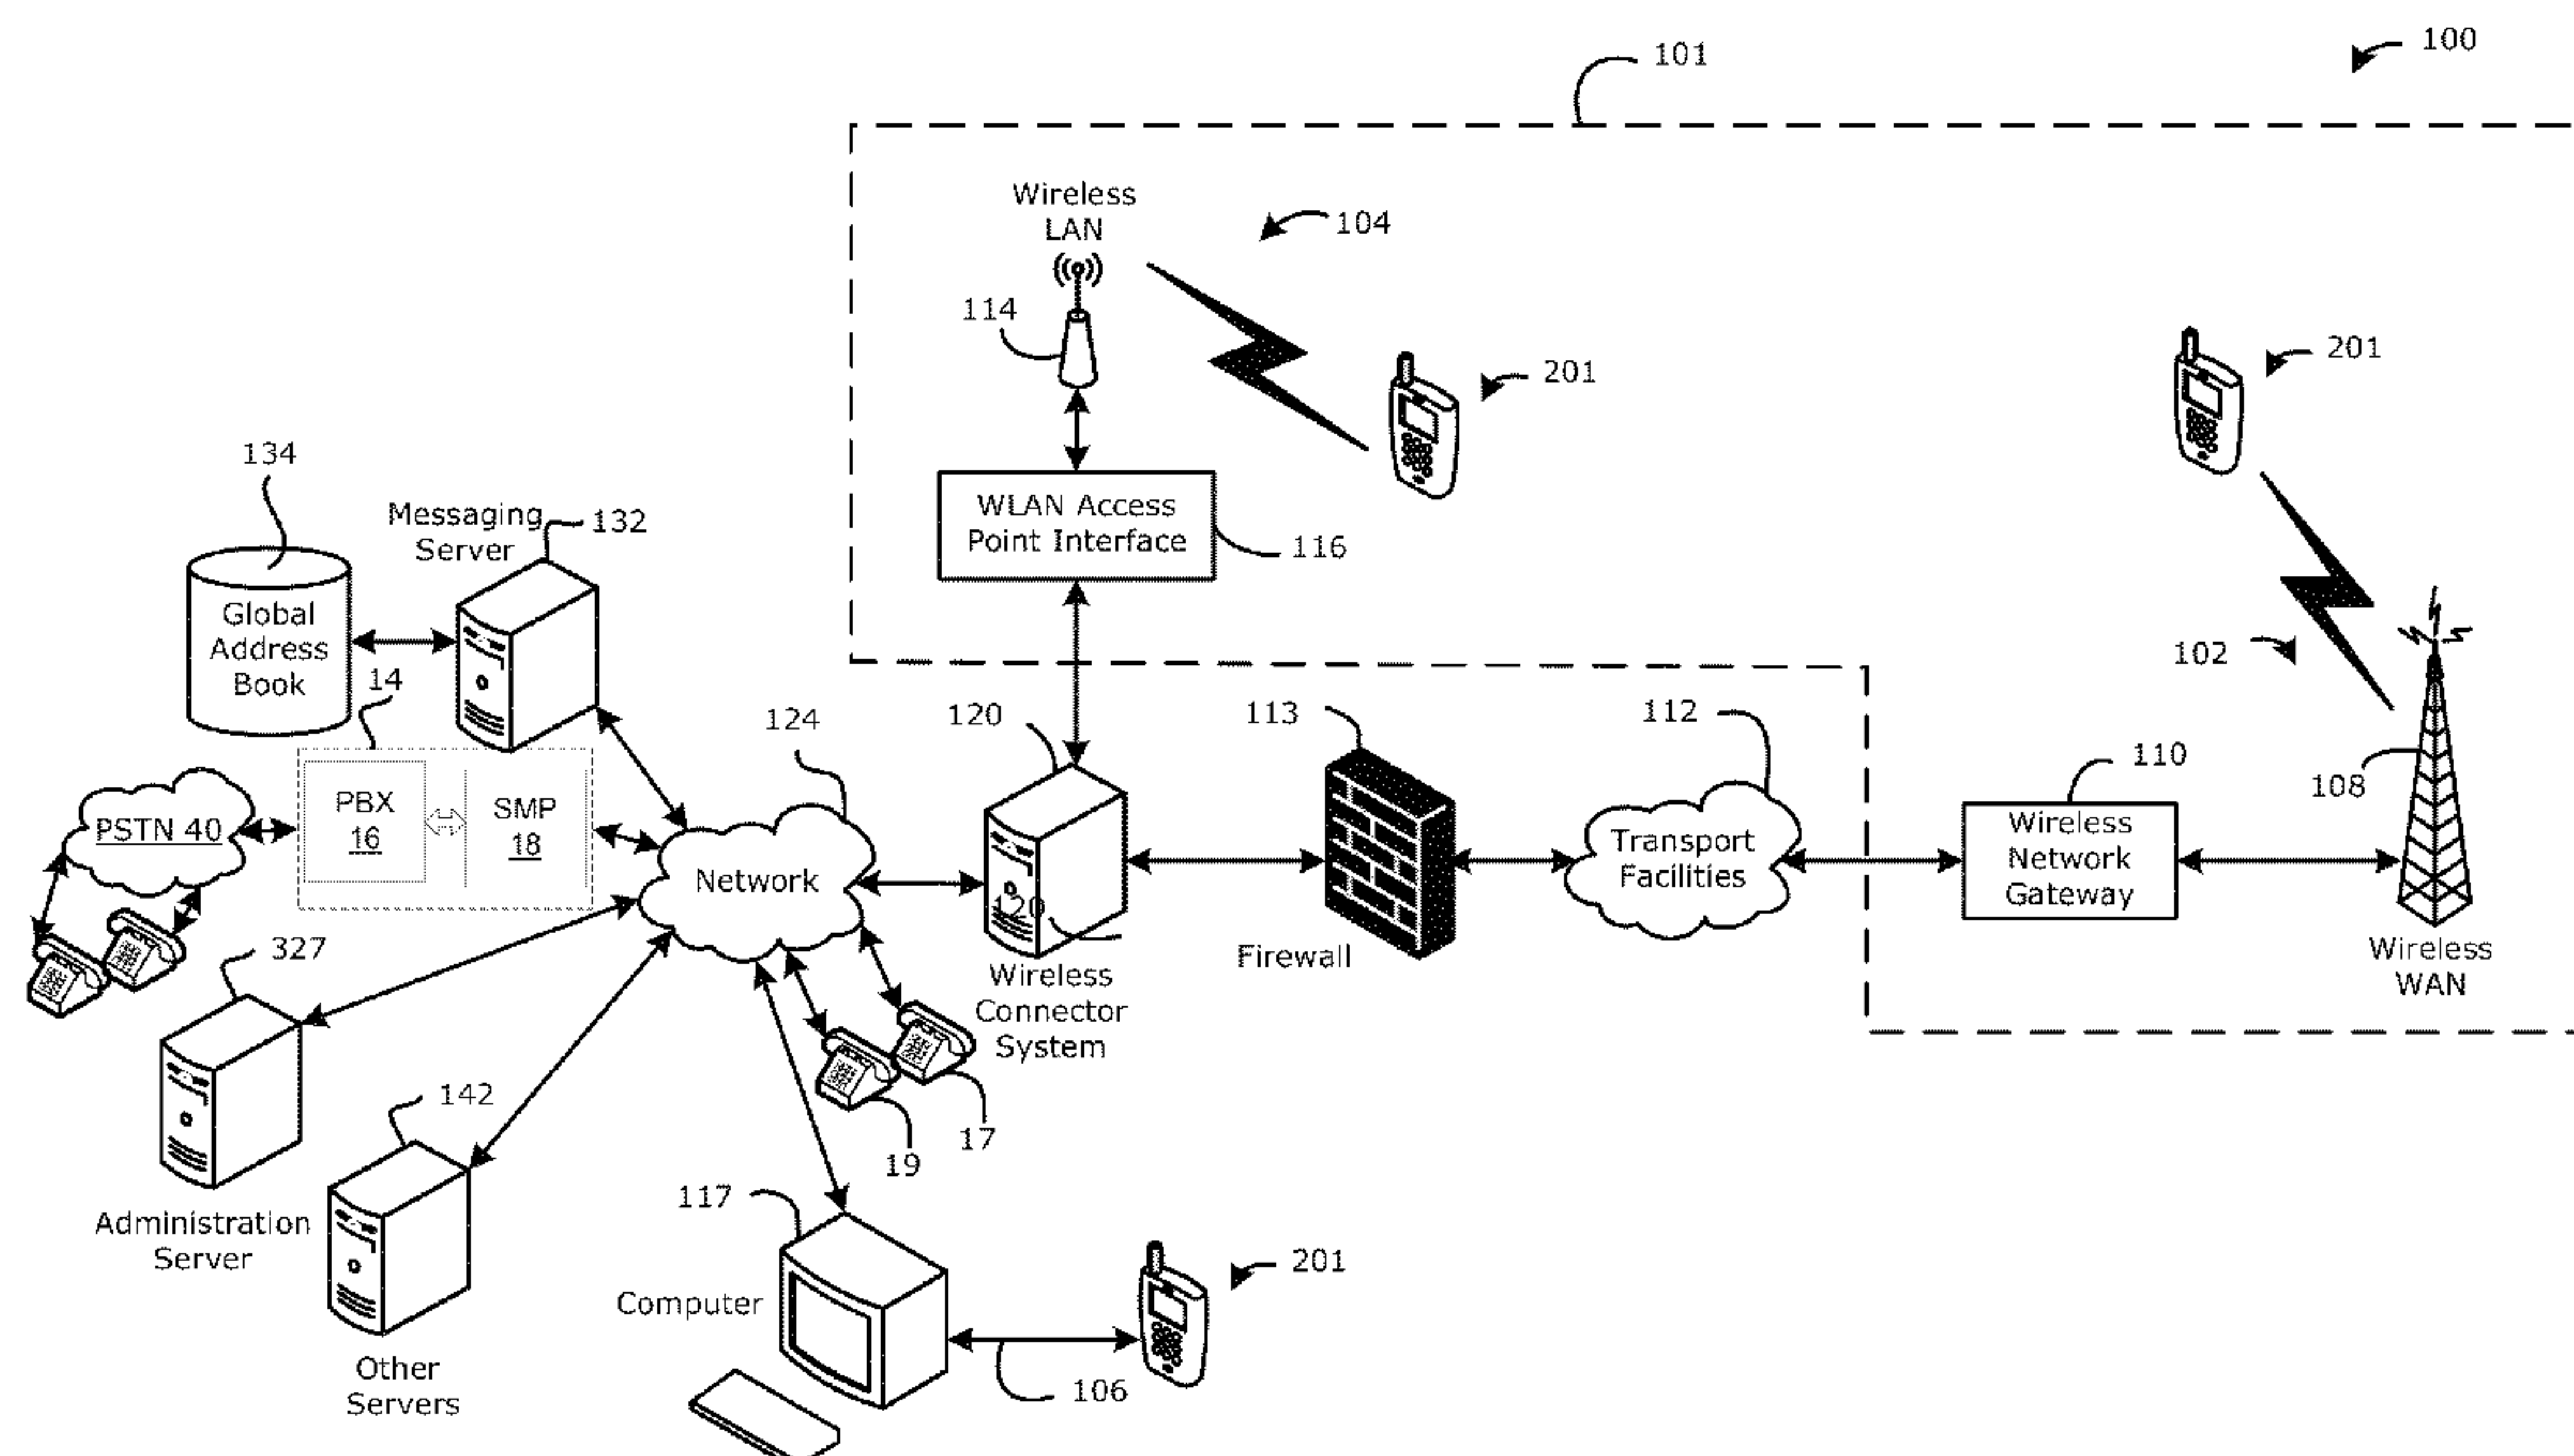 100
101
Wireless
LAN
104
114
201
201
WLAN Access
Point Interface
116
134
Messaging
Server
132
Global
Address
Book
14
102
124
120
113
112
110
108
PBX
16
SMP
18
PSTN 40
Network
120
Transport
Facilities
Wireless
Network
Gateway
Firewall
Wireless
WAN
Wireless
Connector
System
327
142
17
19
117
Administration
Server
Computer
201
Other
Servers
106